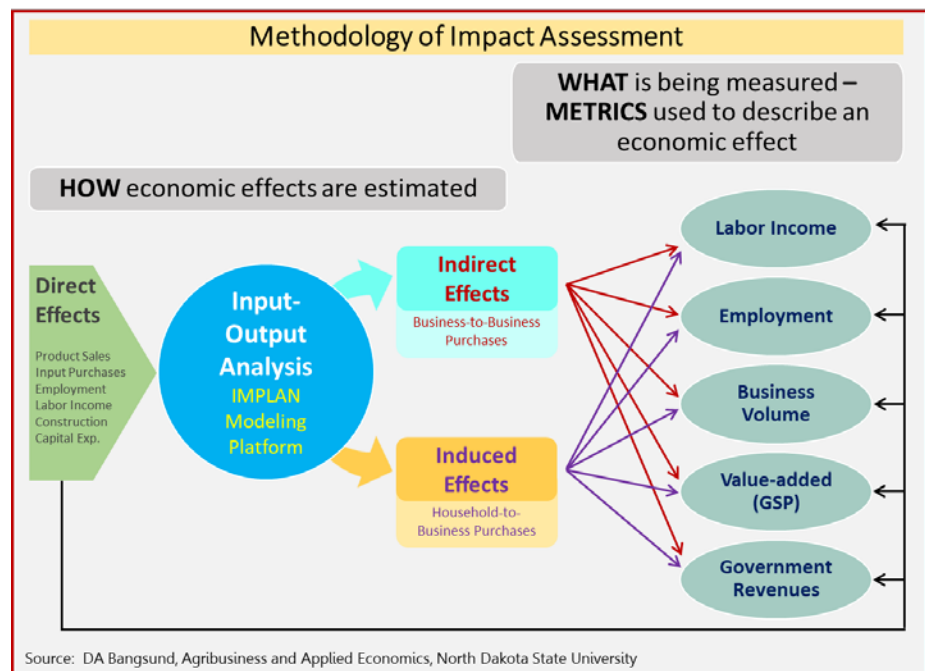 Methodology of Impact Assessment
WHAT is being measured –
METRICS used to describe an
economic effect
HOW economic effects are estimated
Direct
Effects
Product Sales
Input Purchases
Employment
Labor Income
Construction
Capital Exp.
Input-
Output
Analysis
IMPLAN
Modeling
Platform
Indirect
Effects
Business-to-Business
Purchases
Induced
Effects
Household-to-
Business Purchases
Labor Income
Employment
Business
Volume
Value-added
(GSP)
Government
Revenues
Source: DA Bangsund, Agribusiness and Applied Economics, North Dakota State University